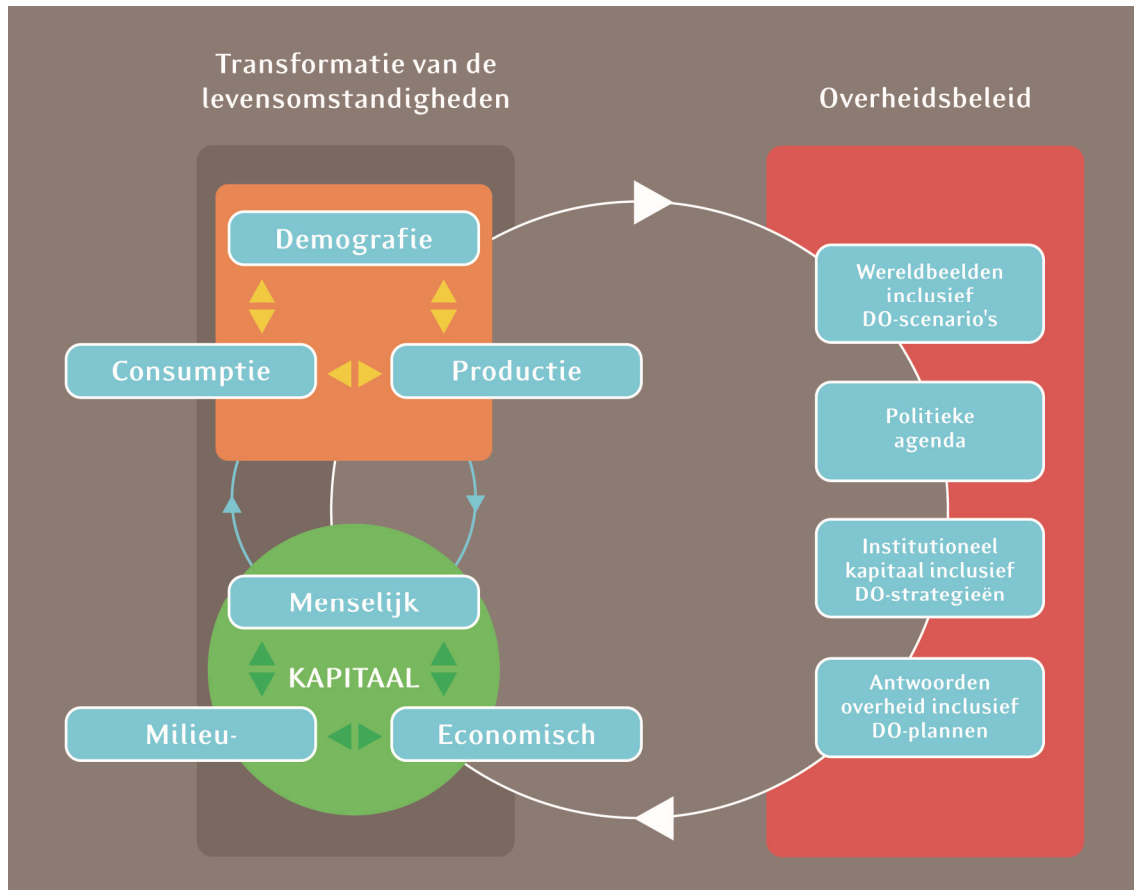 Transformatie van de
levensomstandigheden
Overheidsbeleid
Demografie
Consumptie
Productie
Menselijk
KAPITAAL
Milieu-
Economisch
Wereldbeelden
inclusief
DO-scenario's
Politieke
agenda
Institutioneel
kapitaal inclusief
DO-strategieën
Antwoorden
overheid inclusief
DO-plannen